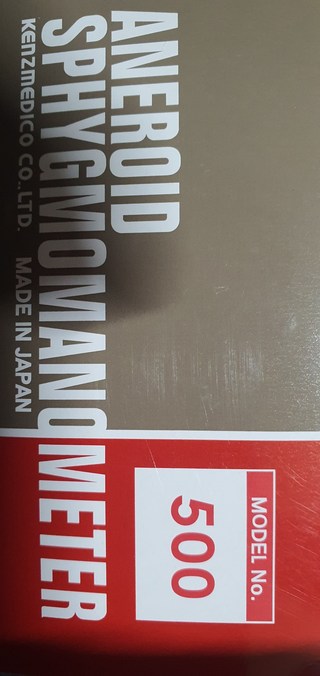 ANEROID
SPHYGMOMANOMETER
KENZMEDICO CO.,LTD. MADE IN JAPAN
MODEL No.
500